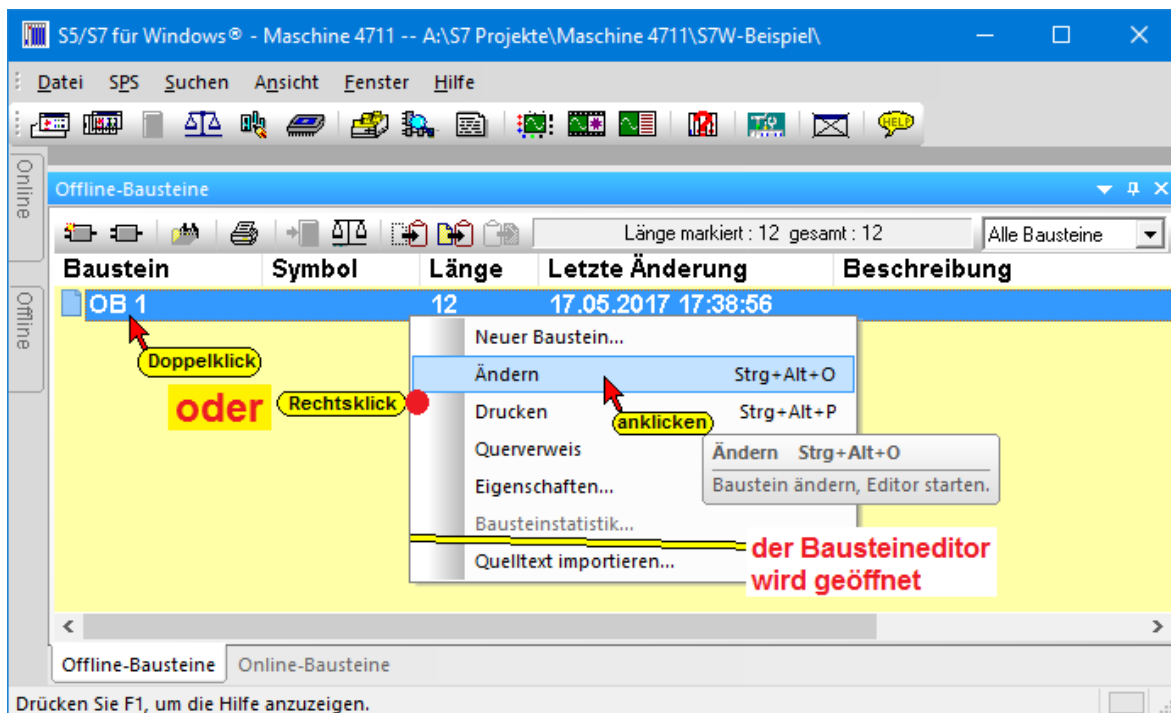 S5/S7 für Windows® - Maschine 4711 -- A:\S7 Projekte\Maschine 4711\S7W-Beispiel\
Datei SPS Suchen Ansicht Fenster Hilfe
HELP
Online
Offline-Bausteine
Länge markiert : 12 gesamt : 12
Alle Bausteine
Baustein Symbol Länge Letzte Änderung Beschreibung
Offline
OB 1 12 17.05.2017 17:38:56
Neuer Baustein...
Doppelklick
Ändern Strg+Alt+O
oder
Rechtsklick
Drucken Strg+Alt+P
anklicken
Querverweis
Ändern Strg+Alt+O
Eigenschaften...
Baustein ändern, Editor starten.
Bausteinstatistik...
der Bausteineditor
wird geöffnet
Quelltext importieren...
Offline-Bausteine Online-Bausteine
Drücken Sie F1, um die Hilfe anzuzeigen.